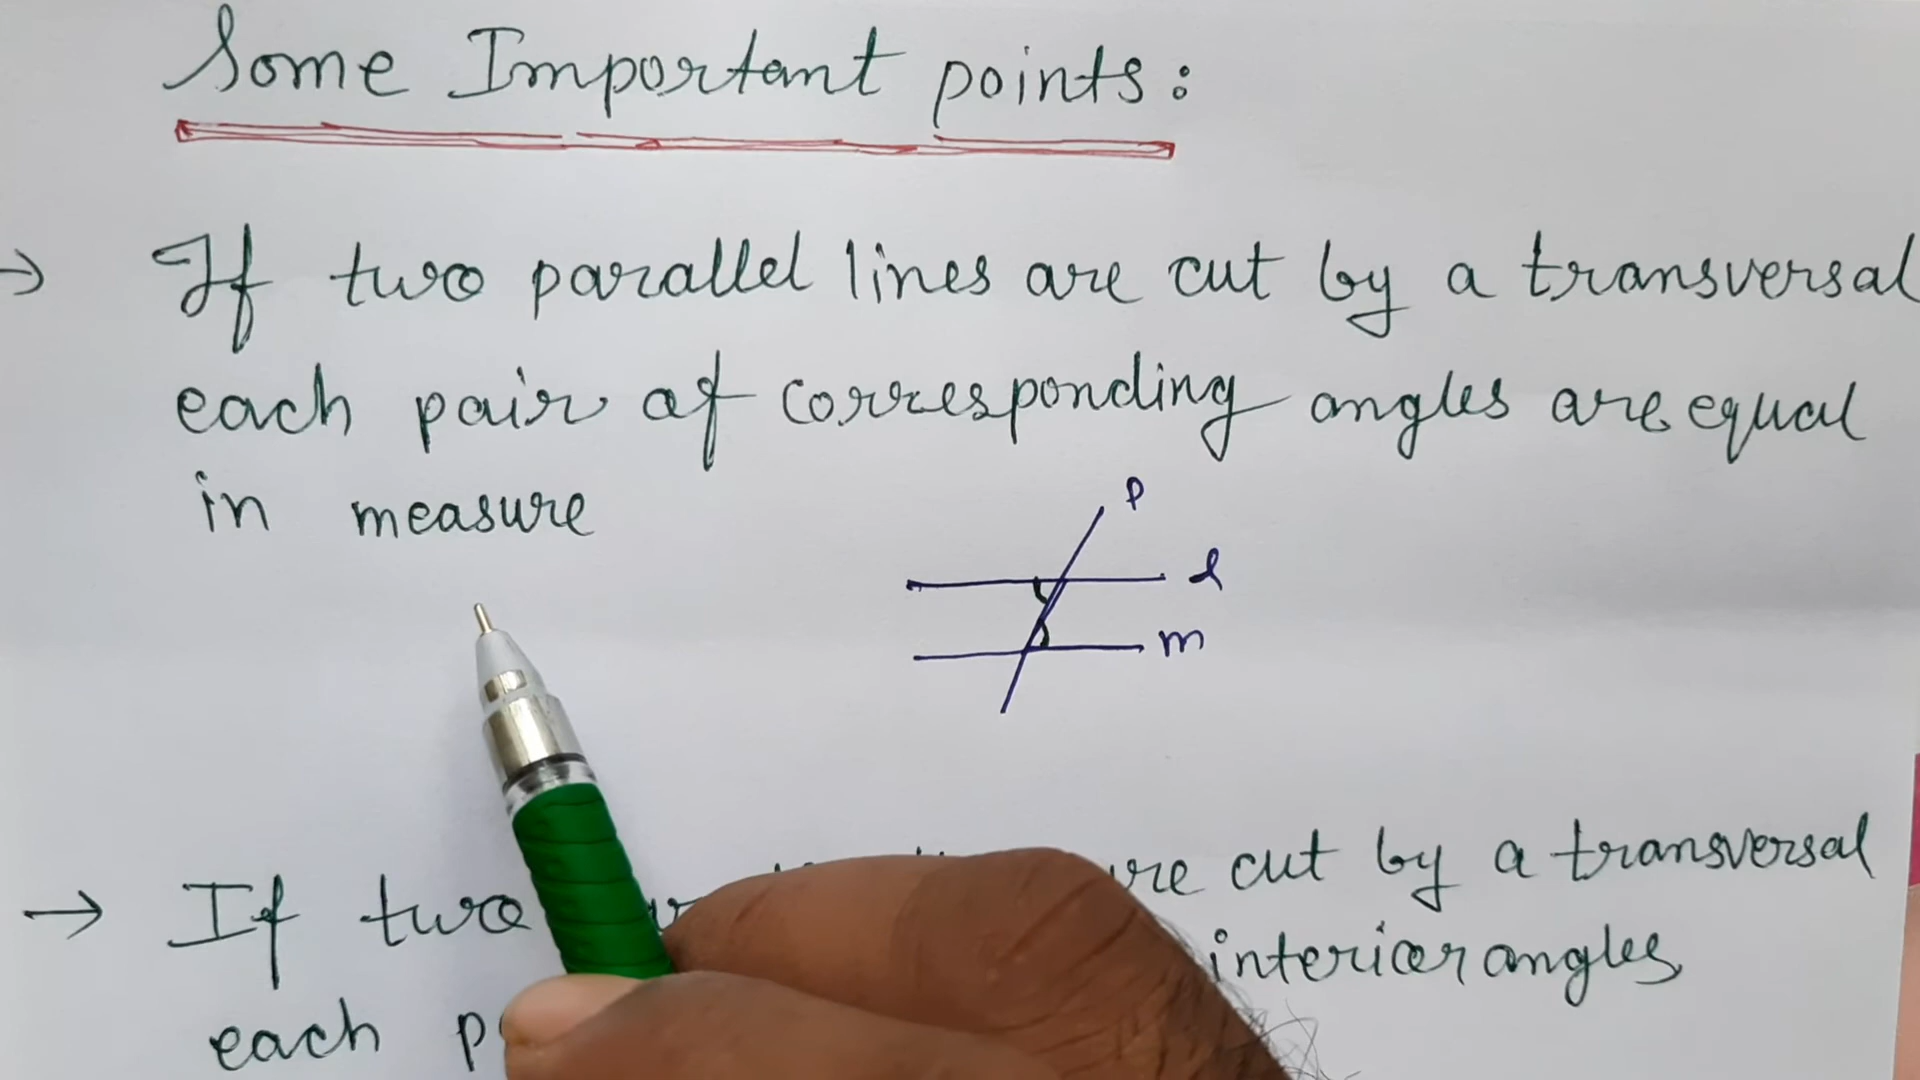 Some Important points:
→ If two parallel lines are cut by a transversal
each pair of corresponding angles are equal
in measure
p
l
m
→ If two are cut by a transversal
interior angles
each